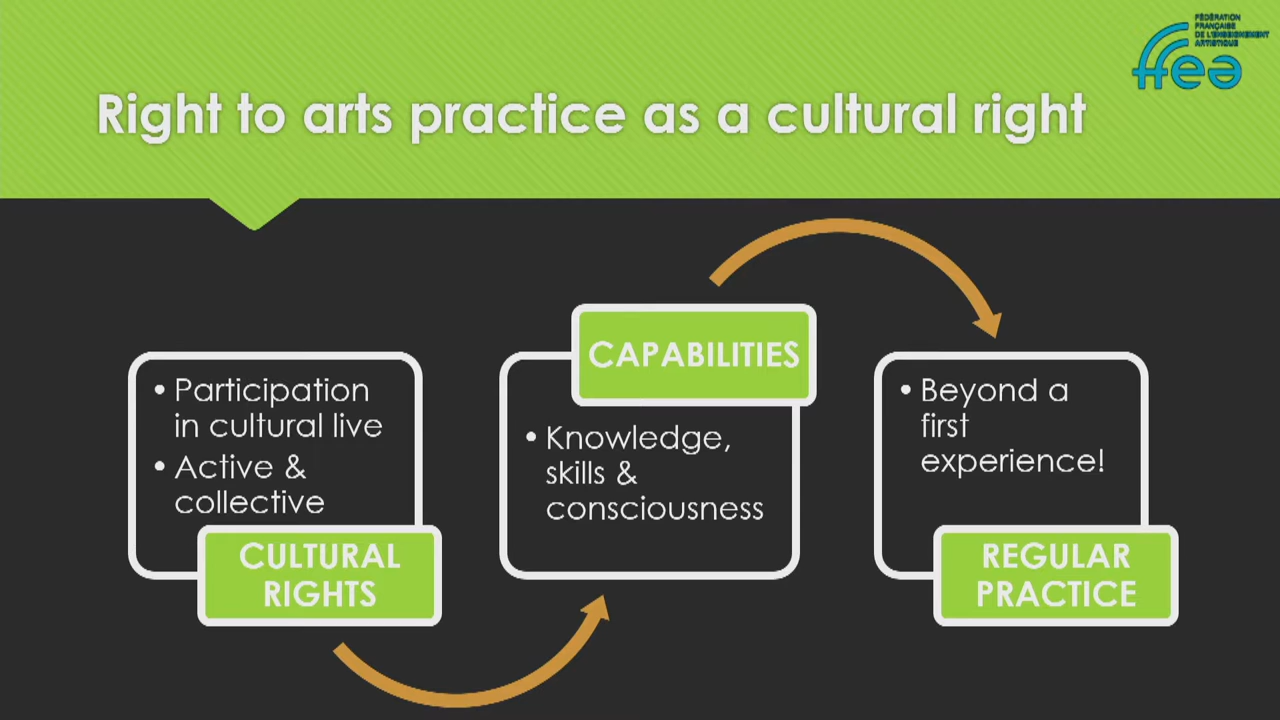 FÉDÉRATION
FRANÇAISE
DE L'ENSEIGNEMENT
ARTISTIQUE
ffea
Right to arts practice as a cultural right
• Participation
in cultural live
• Active &
collective
CULTURAL
RIGHTS
CAPABILITIES
• Knowledge,
skills &
consciousness
• Beyond a
first
experience!
REGULAR
PRACTICE